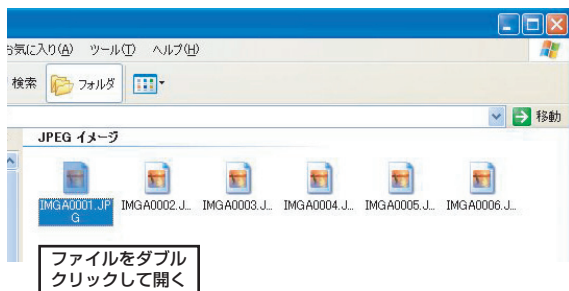 お気に入り(A) ツール(T) ヘルプ(H)
検索 フォルダ
移動
JPEG イメージ
IMGA0001.JP
G
IMGA0002.J... IMGA0003.J... IMGA0004.J... IMGA0005.J... IMGA0006.J...
ファイルをダブル
クリックして開く